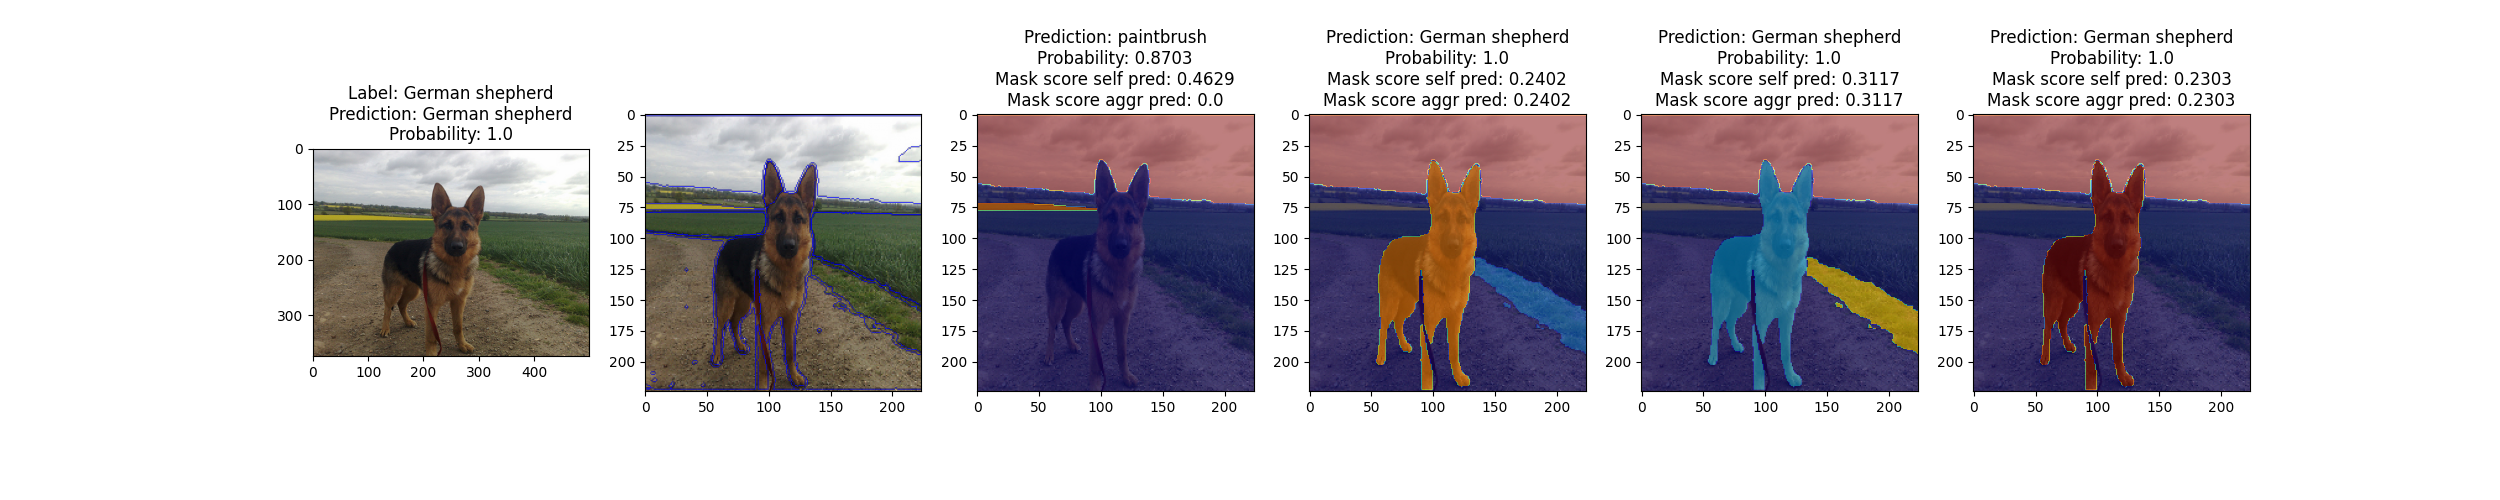 Label: German shepherd
Prediction: German shepherd
Probability: 1.0
0
100
200
300
0 100 200 300 400
0
25
50
75
100
125
150
175
200
0 50 100 150 200
Prediction: paintbrush
Probability: 0.8703
Mask score self pred: 0.4629
Mask score aggr pred: 0.0
0
25
50
75
100
125
150
175
200
0 50 100 150 200
Prediction: German shepherd
Probability: 1.0
Mask score self pred: 0.2402
Mask score aggr pred: 0.2402
0
25
50
75
100
125
150
175
200
0 50 100 150 200
Prediction: German shepherd
Probability: 1.0
Mask score self pred: 0.3117
Mask score aggr pred: 0.3117
0
25
50
75
100
125
150
175
200
0 50 100 150 200
Prediction: German shepherd
Probability: 1.0
Mask score self pred: 0.2303
Mask score aggr pred: 0.2303
0
25
50
75
100
125
150
175
200
0 50 100 150 200